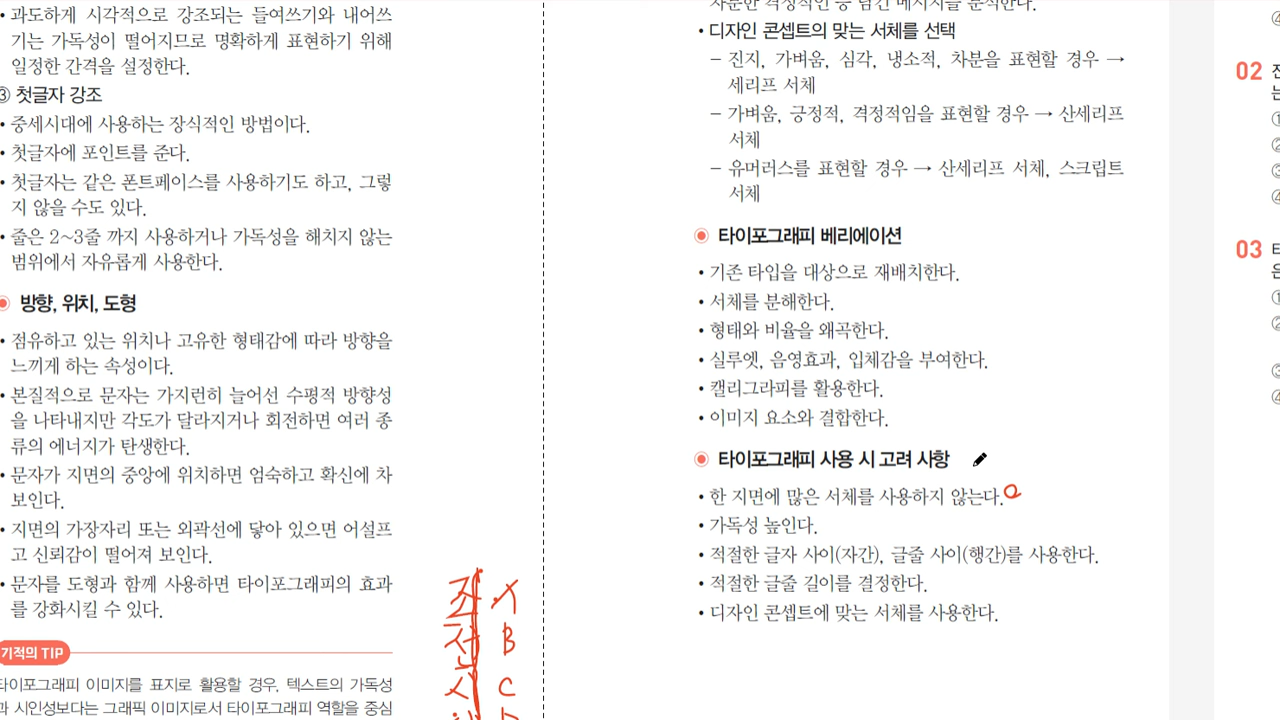 • 과도하게 시각적으로 강조되는 들여쓰기와 내어쓰
기는 가독성이 떨어지므로 명확하게 표현하기 위해
일정한 간격을 설정한다.
③ 첫글자 강조
• 중세시대에 사용하는 장식적인 방법이다.
• 첫글자에 포인트를 준다.
• 첫글자는 같은 폰트페이스를 사용하기도 하고, 그렇
지 않을 수도 있다.
• 줄은 2~3줄 까지 사용하거나 가독성을 해치지 않는
범위에서 자유롭게 사용한다.
방향, 위치, 도형
• 점유하고 있는 위치나 고유한 형태감에 따라 방향을
느끼게 하는 속성이다.
• 본질적으로 문자는 가지런히 늘어선 수평적 방향성
을 나타내지만 각도가 달라지거나 회전하면 여러 종
류의 에너지가 탄생한다.
• 문자가 지면의 중앙에 위치하면 엄숙하고 확신에 차
보인다.
• 지면의 가장자리 또는 외곽선에 닿아 있으면 어설프
고 신뢰감이 떨어져 보인다.
• 문자를 도형과 함께 사용하면 타이포그래피의 효과
를 강화시킬 수 있다.
기적의 TIP
타이포그래피 이미지를 표지로 활용할 경우, 텍스트의 가독성
과 시인성보다는 그래픽 이미지로서 타이포그래피 역할을 중심
B
C
차분한 격정적인 등 담긴 메시지를 분석한다.
• 디자인 콘셉트의 맞는 서체를 선택
– 진지, 가벼움, 심각, 냉소적, 차분을 표현할 경우 →
세리프 서체
– 가벼움, 긍정적, 격정적임을 표현할 경우 → 산세리프
서체
– 유머러스를 표현할 경우 → 산세리프 서체, 스크립트
서체
타이포그래피 베리에이션
• 기존 타입을 대상으로 재배치한다.
• 서체를 분해한다.
• 형태와 비율을 왜곡한다.
• 실루엣, 음영효과, 입체감을 부여한다.
• 캘리그라피를 활용한다.
• 이미지 요소와 결합한다.
타이포그래피 사용 시 고려 사항
• 한 지면에 많은 서체를 사용하지 않는다.
• 가독성 높인다.
• 적절한 글자 사이(자간), 글줄 사이(행간)를 사용한다.
• 적절한 글줄 길이를 결정한다.
• 디자인 콘셉트에 맞는 서체를 사용한다.
④
02
①
②
③
④
03
①
②
③
④